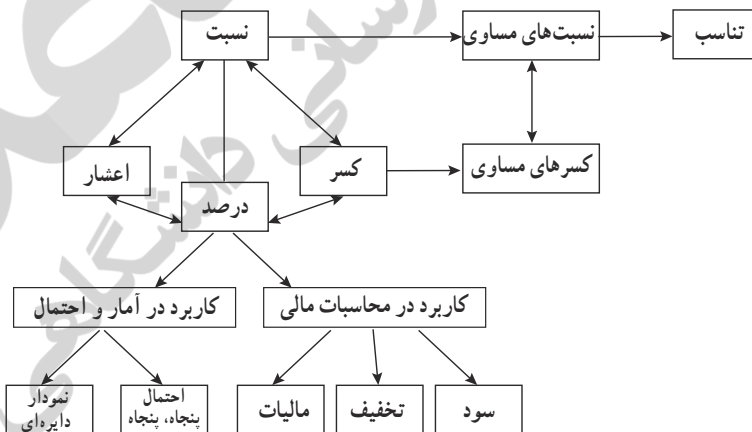 نسبت
نسبت‌های مساوی
تناسب
اعشار
کسر
کسرهای مساوی
درصد
کاربرد در محاسبات مالی
کاربرد در آمار و احتمال
سود
تخفیف
مالیات
احتمال
پنجاه، پنجاه
نمودار
دایره‌ای